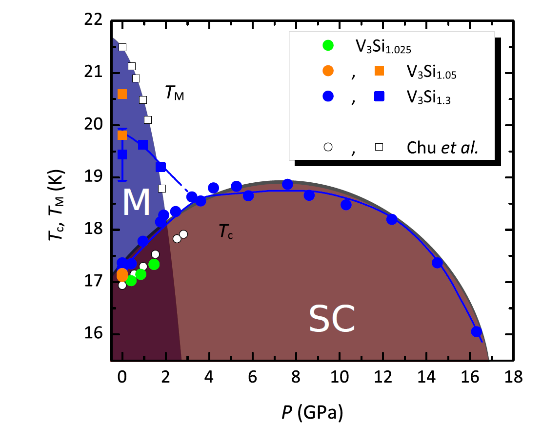 22
21
20
19
18
17
16
T_c, T_M (K)
V₃Si₁.₀₂₅
, V₃Si₁.₀₅
, V₃Si₁.₃
, Chu et al.
T_M
M
T_c
SC
0 2 4 6 8 10 12 14 16 18
P (GPa)